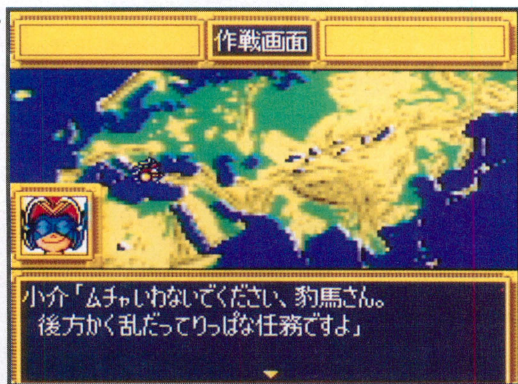 作戦画面
小介「ムチャいわないでください、豹馬さん。
後方かく乱だってりっぱな任務ですよ」